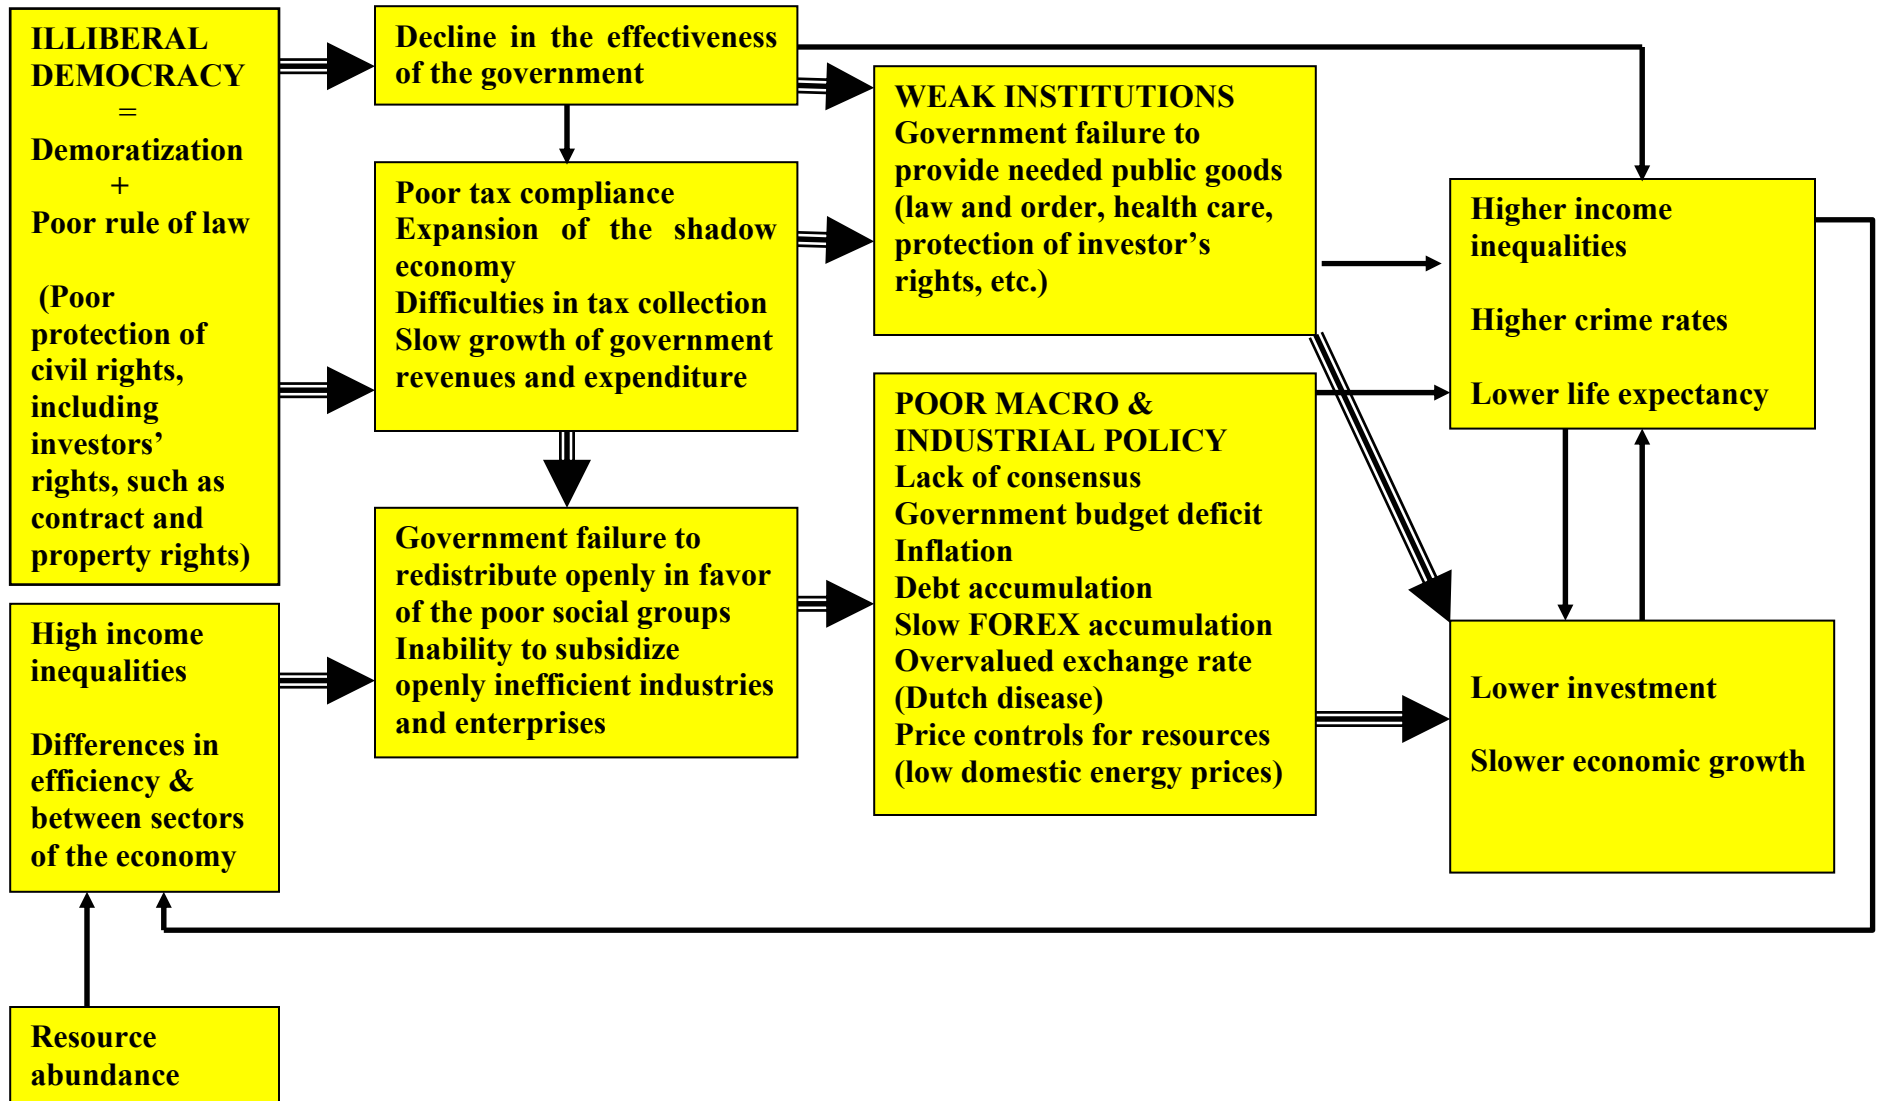 ILLIBERAL
DEMOCRACY
=
Demoratization
+
Poor rule of law
(Poor
protection of
civil rights,
including
investors’
rights, such as
contract and
property rights)
High income
inequalities
Differences in
efficiency &
between sectors
of the economy
Resource
abundance
Decline in the effectiveness
of the government
Poor tax compliance
Expansion of the shadow
economy
Difficulties in tax collection
Slow growth of government
revenues and expenditure
Government failure to
redistribute openly in favor
of the poor social groups
Inability to subsidize
openly inefficient industries
and enterprises
WEAK INSTITUTIONS
Government failure to
provide needed public goods
(law and order, health care,
protection of investor’s
rights, etc.)
POOR MACRO &
INDUSTRIAL POLICY
Lack of consensus
Government budget deficit
Inflation
Debt accumulation
Slow FOREX accumulation
Overvalued exchange rate
(Dutch disease)
Price controls for resources
(low domestic energy prices)
Higher income
inequalities
Higher crime rates
Lower life expectancy
Lower investment
Slower economic growth